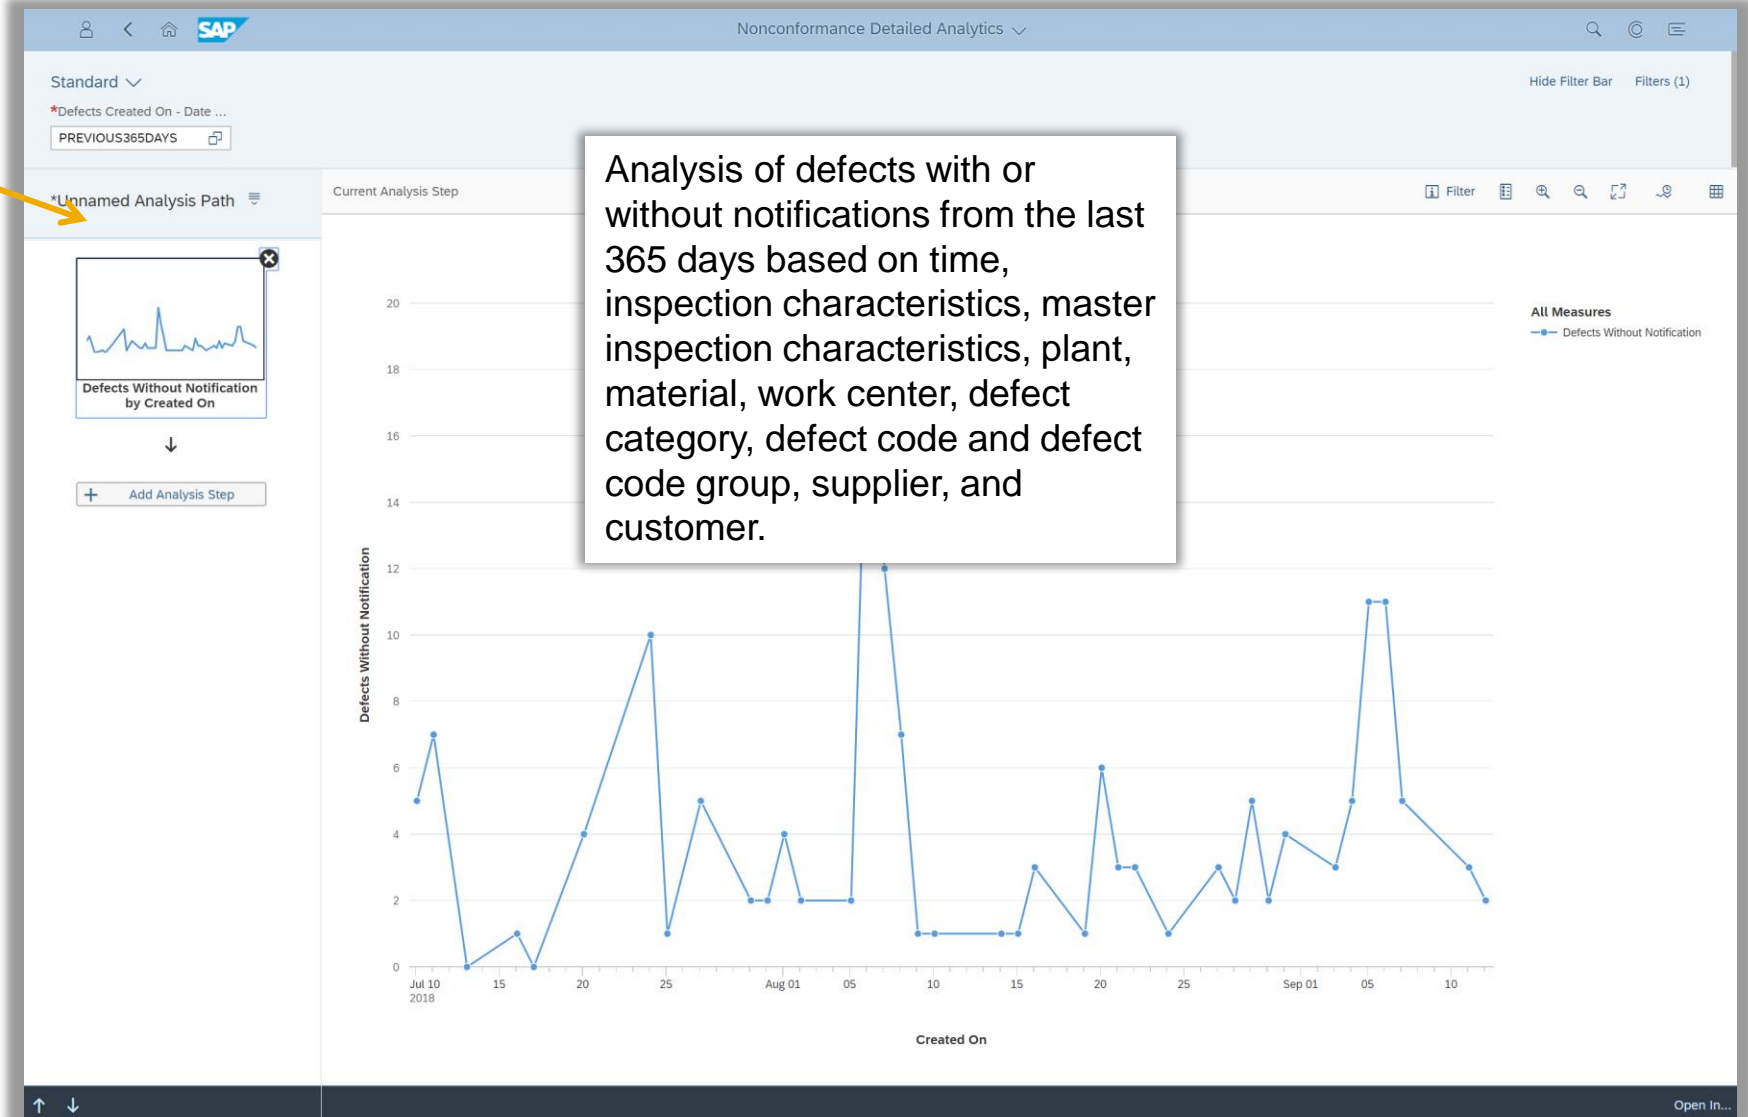 SAP
Nonconformance Detailed Analytics
Standard
Hide Filter Bar
Filters (1)
*Defects Created On - Date ...
PREVIOUS365DAYS
*Unnamed Analysis Path
Current Analysis Step
Filter
Analysis of defects with or
without notifications from the last
365 days based on time,
inspection characteristics, master
inspection characteristics, plant,
material, work center, defect
category, defect code and defect
code group, supplier, and
customer.
Defects Without Notification
by Created On
Add Analysis Step
All Measures
Defects Without Notification
Defects Without Notification
20
18
16
14
12
10
8
6
4
2
0
Jul 10 15 20 25 Aug 01 05 10 15 20 25 Sep 01 05 10
2018
Created On
Open In...